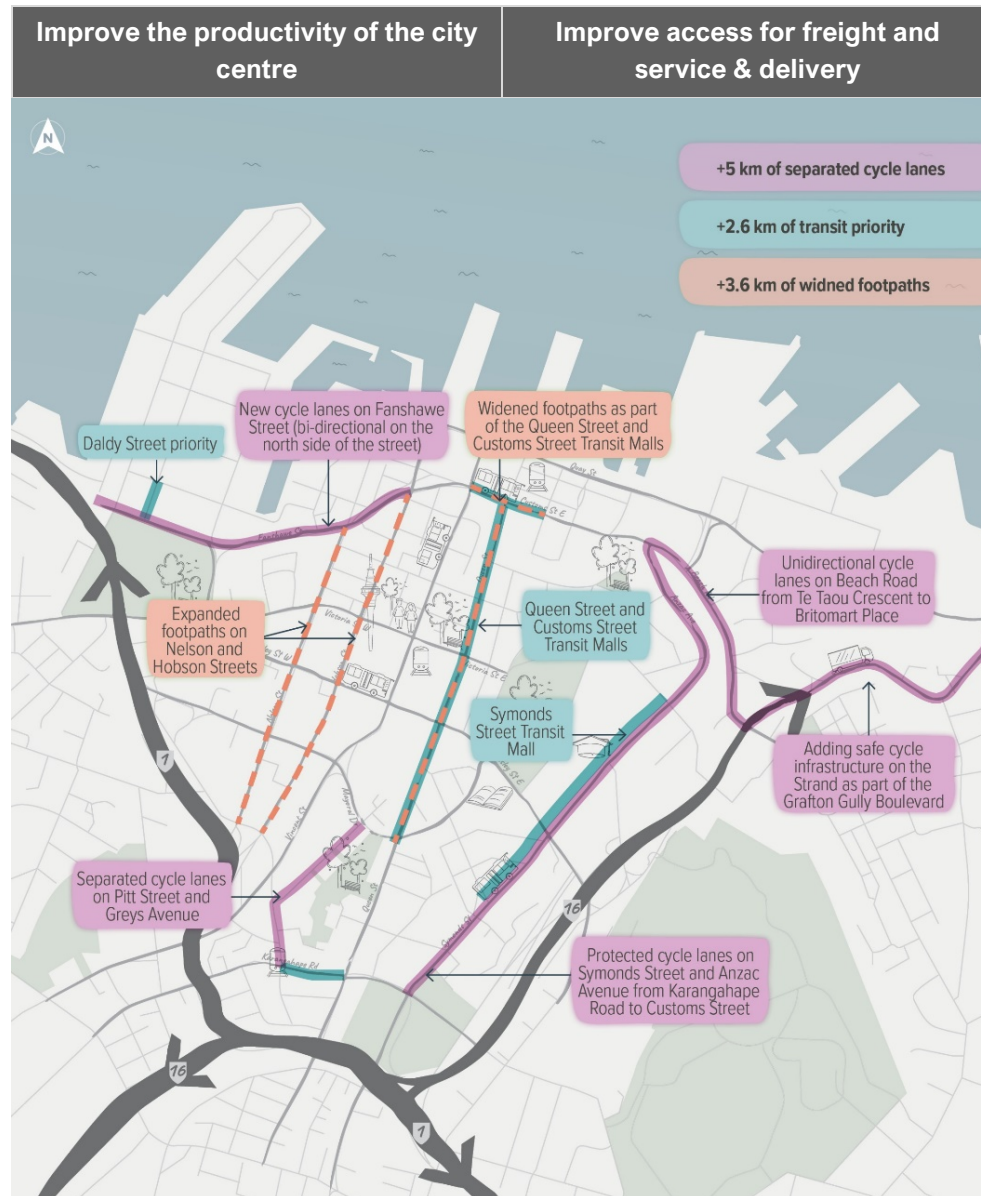 Improve the productivity of the city
centre
Improve access for freight and
service & delivery
N
+5 km of separated cycle lanes
+2.6 km of transit priority
+3.6 km of widned footpaths
New cycle lanes on Fanshawe
Street (bi-directional on the
north side of the street)
Widened footpaths as part
of the Queen Street and
Customs Street Transit Malls
Daldy Street priority
Quay St
Customs St E
Fanshawe St
Unidirectional cycle
lanes on Beach Road
from Te Taou Crescent to
Britomart Place
Anzac Ave
Expanded
footpaths on
Nelson and
Hobson Streets
Victoria St W
Queen Street and
Customs Street
Transit Malls
Victoria St E
Symonds
Street Transit
Mall
Adding safe cycle
infrastructure on the
Strand as part of the
Grafton Gully Boulevard
1
Mayoral Dr
Vincent St
Separated cycle lanes
on Pitt Street and
Greys Avenue
Queen St
16
Karangahape Rd
Protected cycle lanes on
Symonds Street and Anzac
Avenue from Karangahape
Road to Customs Street
16
1